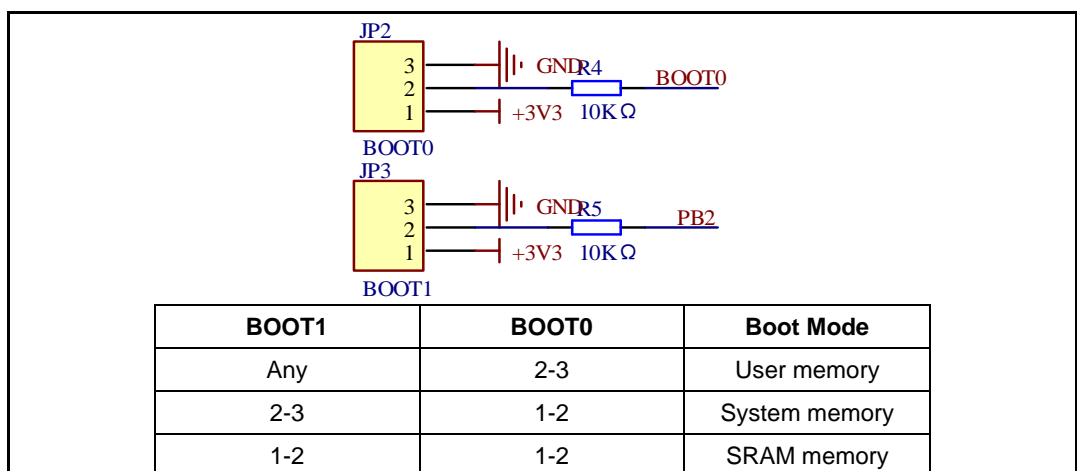 JP2
3 GND R4 BOOT0
2
1 +3V3 10KΩ
BOOT0
JP3
3 GND R5 PB2
2
1 +3V3 10KΩ
BOOT1
BOOT1 BOOT0 Boot Mode
Any 2-3 User memory
2-3 1-2 System memory
1-2 1-2 SRAM memory